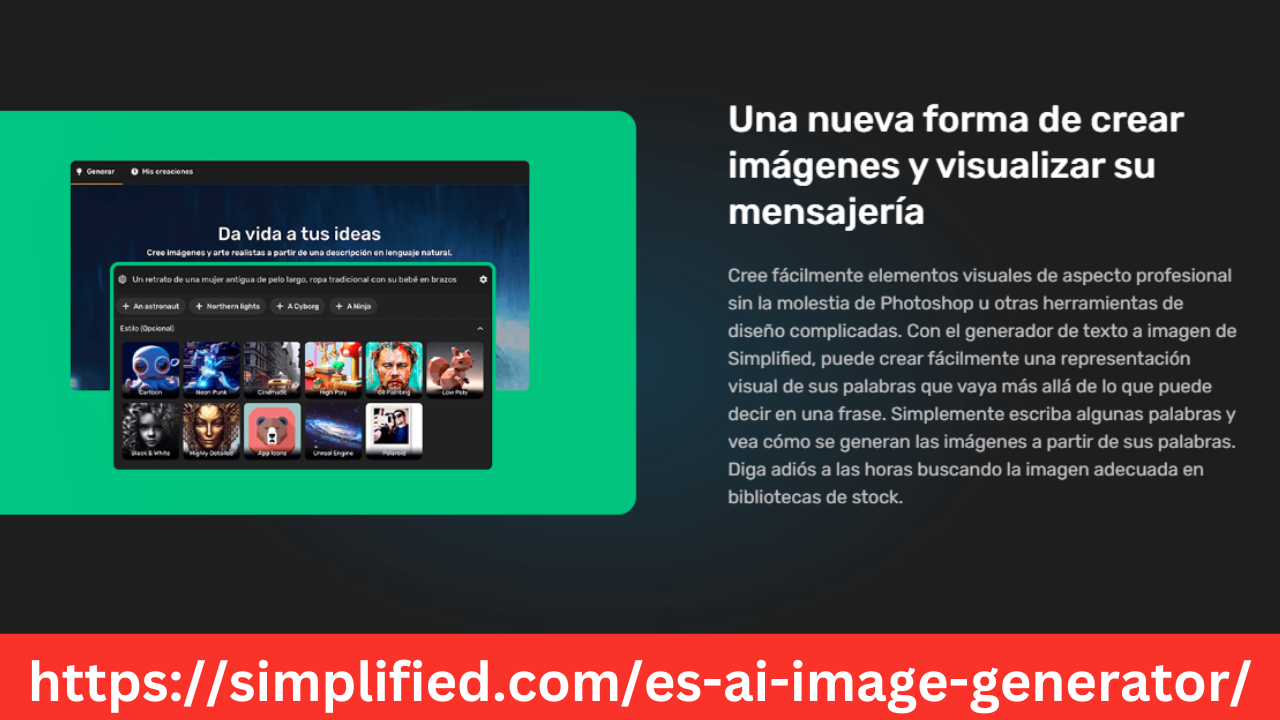 Generar
Mis creaciones
Da vida a tus ideas
Cree imágenes y arte realistas a partir de una descripción en lenguaje natural.
Un retrato de una mujer antigua de pelo largo, ropa tradicional con su bebé en brazos
+ An astronaut + Northern lights + A Cyborg + A Ninja
Estilo (Opcional)
Cartoon Neon Punk Cinematic High Poly Oil Painting Low Poly
Black & White Highly Detailed App Icons Unreal Engine Polaroid
Una nueva forma de crear
imágenes y visualizar su
mensajería
Cree fácilmente elementos visuales de aspecto profesional
sin la molestia de Photoshop u otras herramientas de
diseño complicadas. Con el generador de texto a imagen de
Simplified, puede crear fácilmente una representación
visual de sus palabras que vaya más allá de lo que puede
decir en una frase. Simplemente escriba algunas palabras y
vea cómo se generan las imágenes a partir de sus palabras.
Diga adiós a las horas buscando la imagen adecuada en
bibliotecas de stock.
https://simplified.com/es-ai-image-generator/